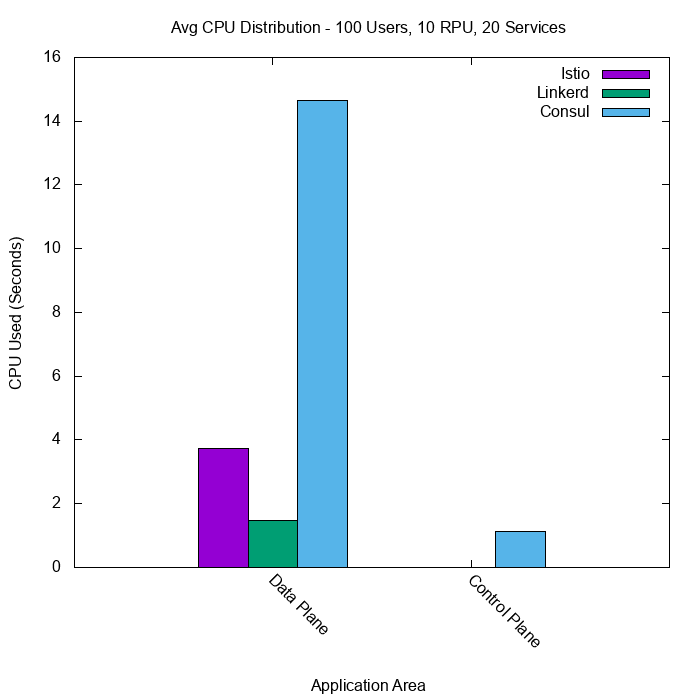 Avg CPU Distribution - 100 Users, 10 RPU, 20 Services
16
14
12
10
8
6
4
2
0
CPU Used (Seconds)
Istio
Linkerd
Consul
Data Plane
Control Plane
Application Area